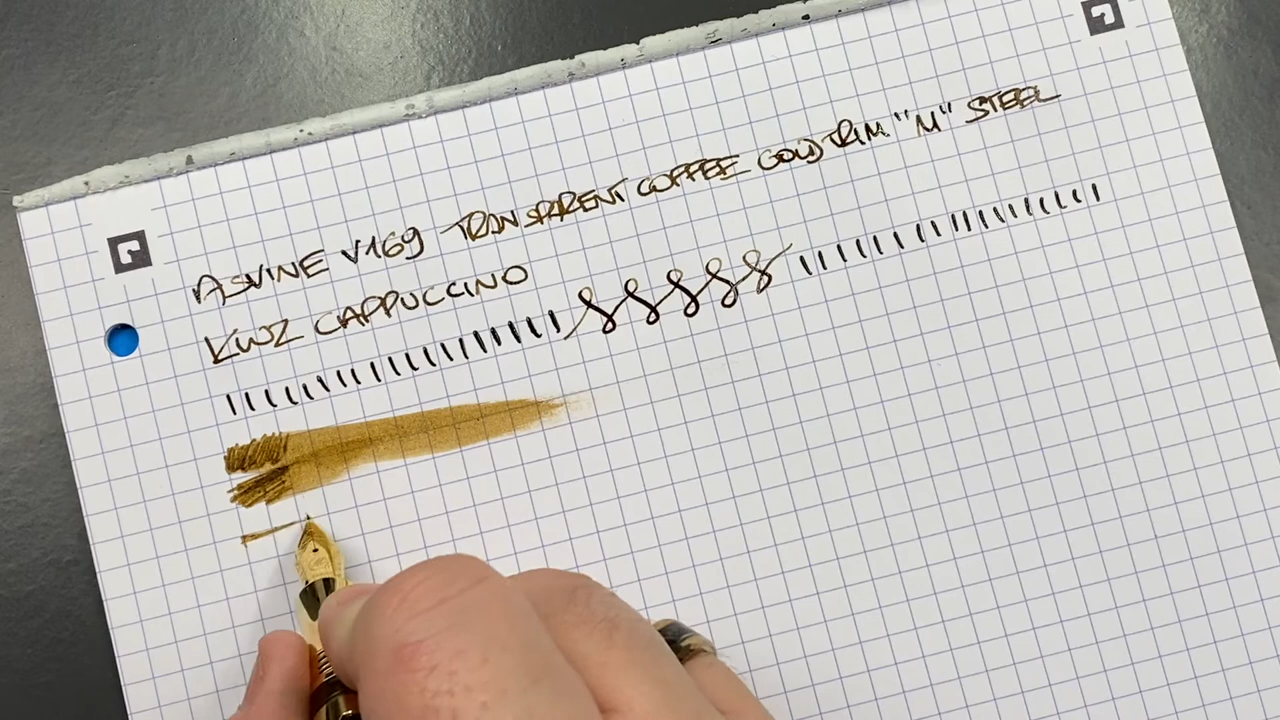 ASVINE V169 TRANSPARENT COFFEE GOLD TRIM "M" STEEL
KWZ CAPPUCCINO